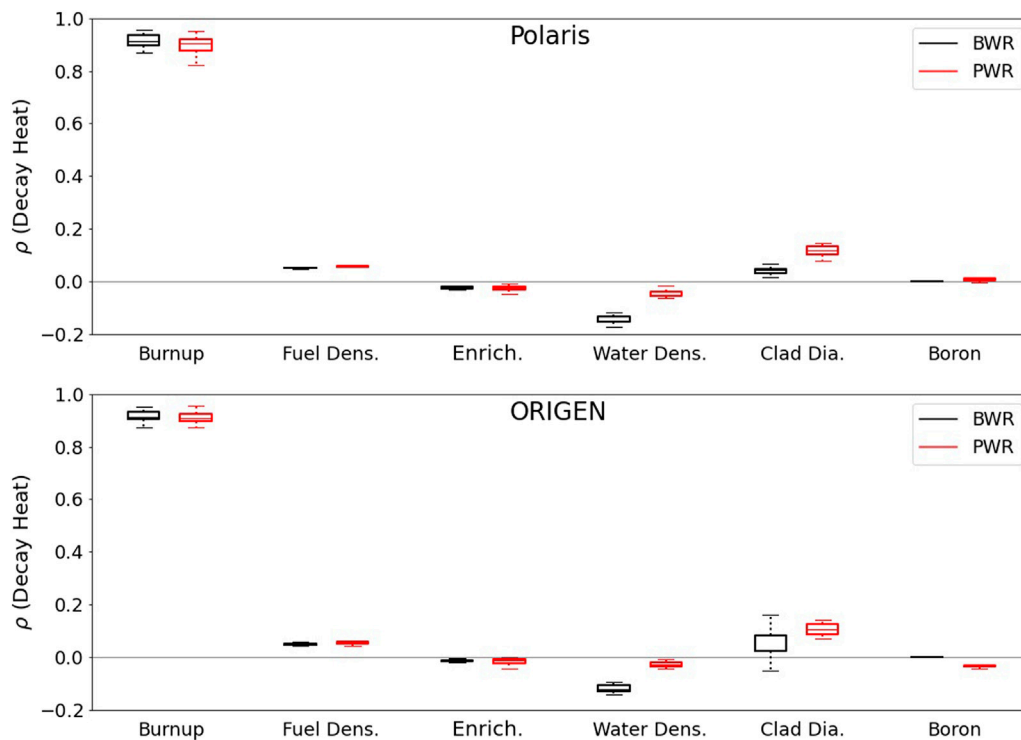 Polaris
BWR
PWR
ρ (Decay Heat)
1.0
0.8
0.6
0.4
0.2
0.0
−0.2
Burnup Fuel Dens. Enrich. Water Dens. Clad Dia. Boron
ORIGEN
BWR
PWR
ρ (Decay Heat)
1.0
0.8
0.6
0.4
0.2
0.0
−0.2
Burnup Fuel Dens. Enrich. Water Dens. Clad Dia. Boron